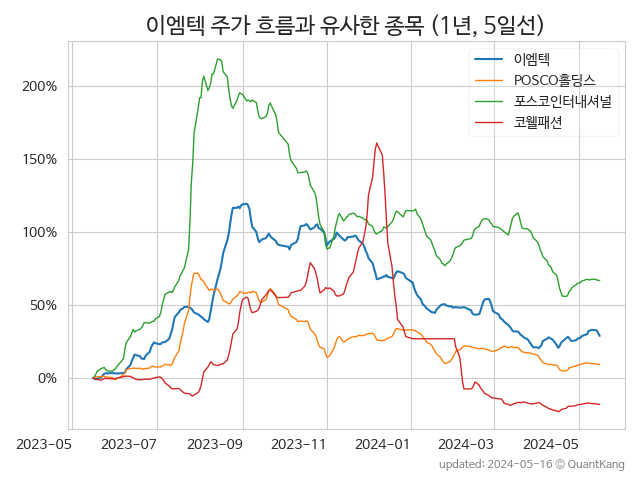 이엠텍 주가 흐름과 유사한 종목 (1년, 5일선)
이엠텍
POSCO홀딩스
포스코인터내셔널
코웰패션
200%
150%
100%
50%
0%
2023-05 2023-07 2023-09 2023-11 2024-01 2024-03 2024-05
updated: 2024-05-16 © QuantKang